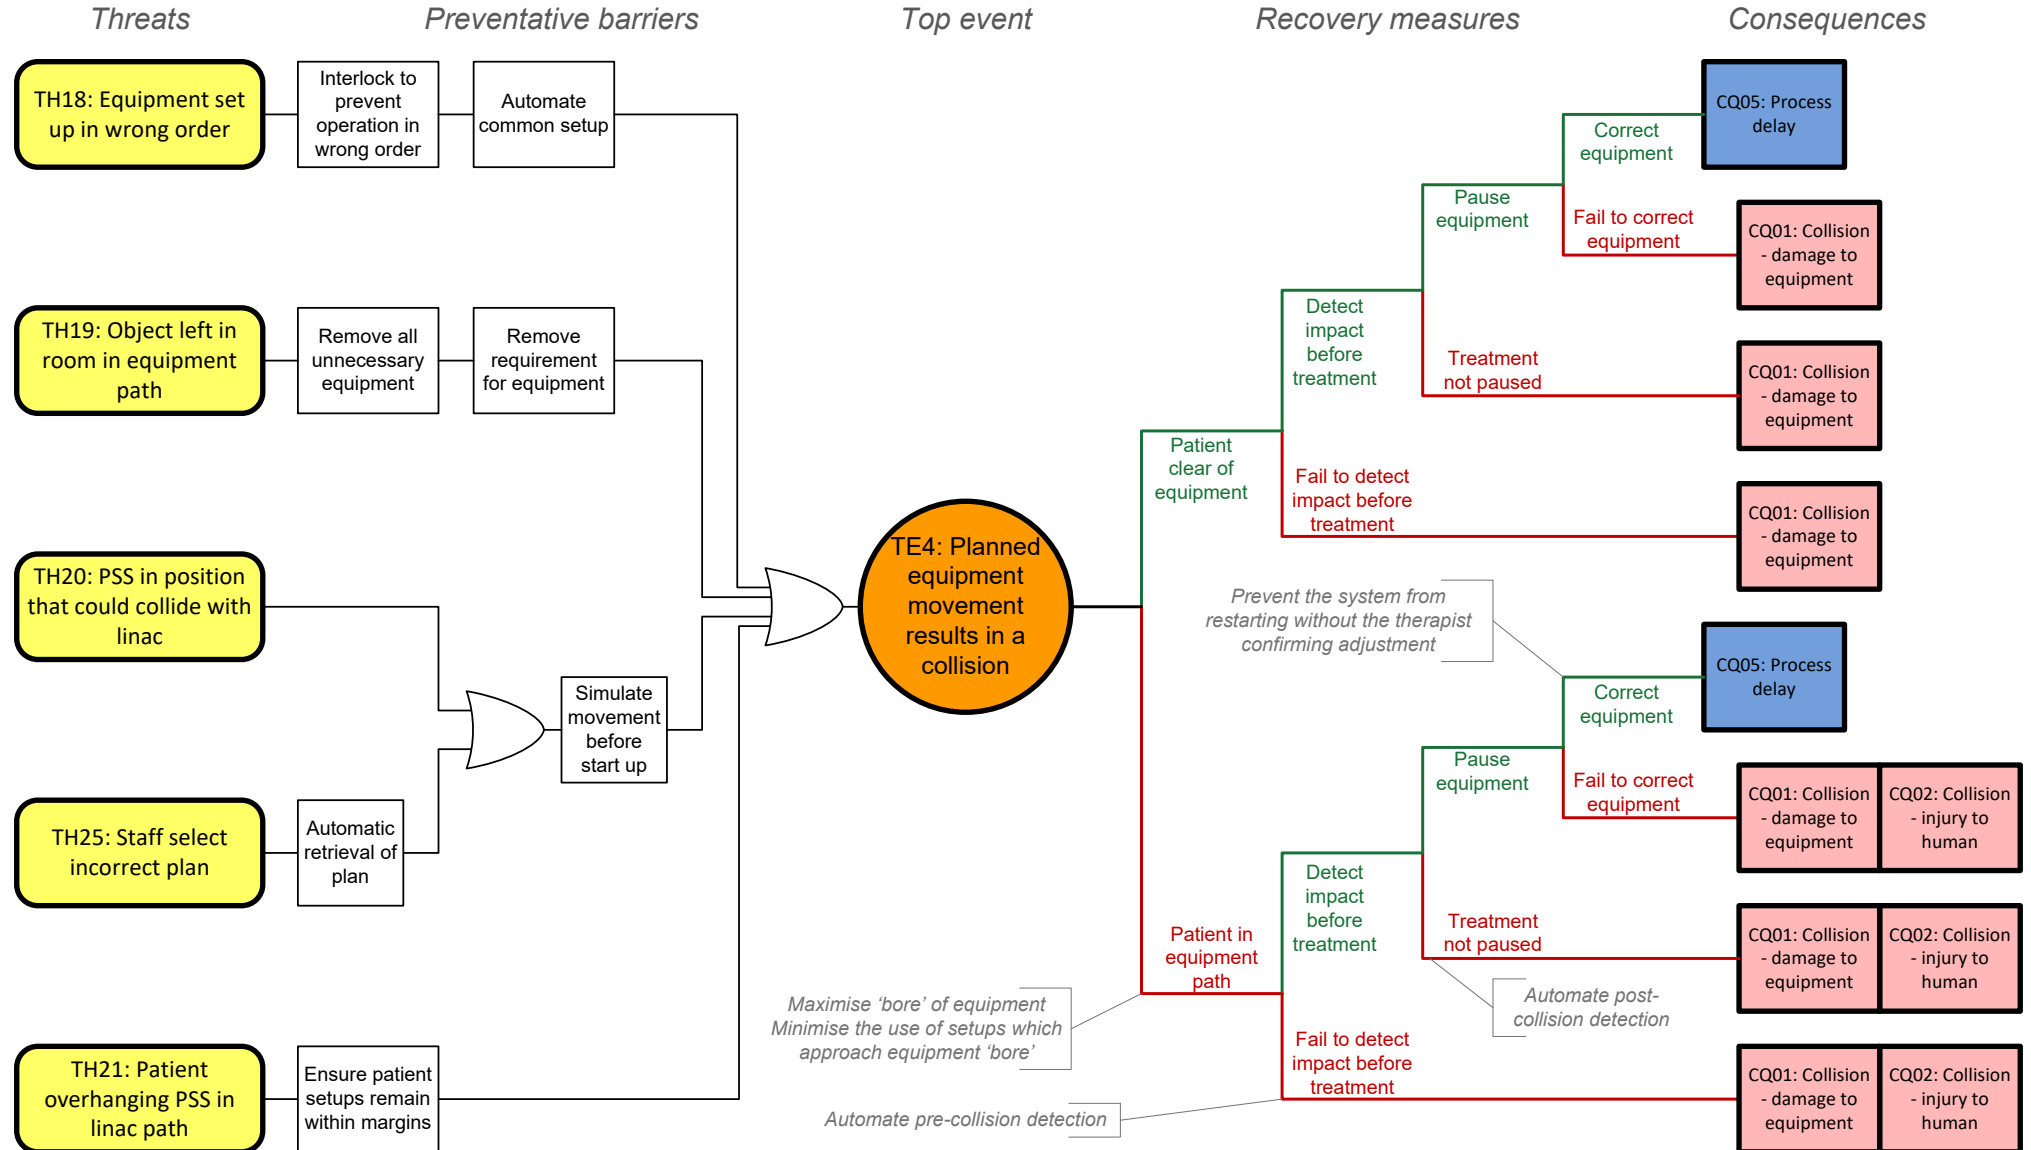 Threats
Preventative barriers
Top event
Recovery measures
Consequences
TH18: Equipment set
up in wrong order
Interlock to
prevent
operation in
wrong order
Automate
common setup
TH19: Object left in
room in equipment
path
Remove all
unnecessary
equipment
Remove
requirement
for equipment
TH20: PSS in position
that could collide with
linac
Simulate
movement
before
start up
TH25: Staff select
incorrect plan
Automatic
retrieval of
plan
TH21: Patient
overhanging PSS in
linac path
Ensure patient
setups remain
within margins
TE4: Planned
equipment
movement
results in a
collision
Patient
clear of
equipment
Detect
impact
before
treatment
Pause
equipment
Correct
equipment
CQ05: Process
delay
Fail to correct
equipment
CQ01: Collision
- damage to
equipment
Treatment
not paused
CQ01: Collision
- damage to
equipment
Fail to detect
impact before
treatment
CQ01: Collision
- damage to
equipment
Prevent the system from
restarting without the therapist
confirming adjustment
Correct
equipment
CQ05: Process
delay
Pause
equipment
Fail to correct
equipment
CQ01: Collision
- damage to
equipment
CQ02: Collision
- injury to
human
Detect
impact
before
treatment
Treatment
not paused
CQ01: Collision
- damage to
equipment
CQ02: Collision
- injury to
human
Patient in
equipment
path
Maximise ‘bore’ of equipment
Minimise the use of setups which
approach equipment ‘bore’
Automate post-
collision detection
Fail to detect
impact before
treatment
Automate pre-collision detection
CQ01: Collision
- damage to
equipment
CQ02: Collision
- injury to
human